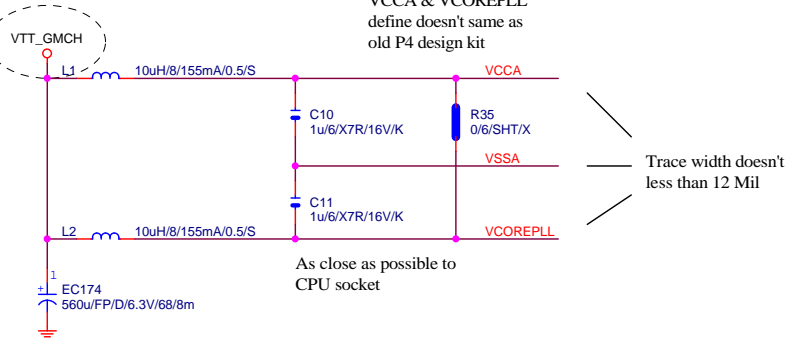 VCCA & VCOREPLL
define doesn't same as
old P4 design kit
VTT_GMCH
L1 10uH/8/155mA/0.5/S
VCCA
C10
1u/6/X7R/16V/K
R35
0/6/SHT/X
VSSA
Trace width doesn't
less than 12 Mil
C11
1u/6/X7R/16V/K
L2 10uH/8/155mA/0.5/S
VCOREPLL
As close as possible to
CPU socket
1
+
EC174
560u/FP/D/6.3V/68/8m